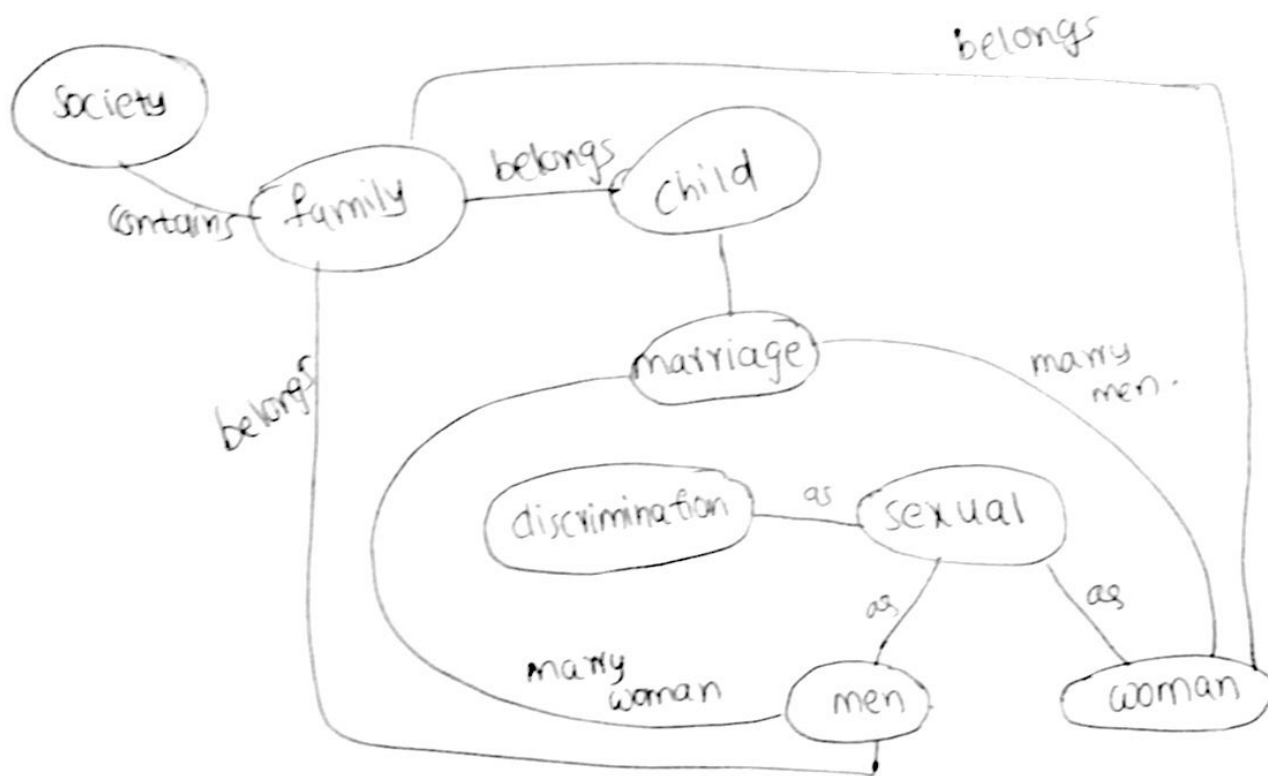 belongs
Society
belongs
child
family
contains
marriage
marry
men.
belongs
discrimination
as
sexual
as
as
marry
woman
men
woman